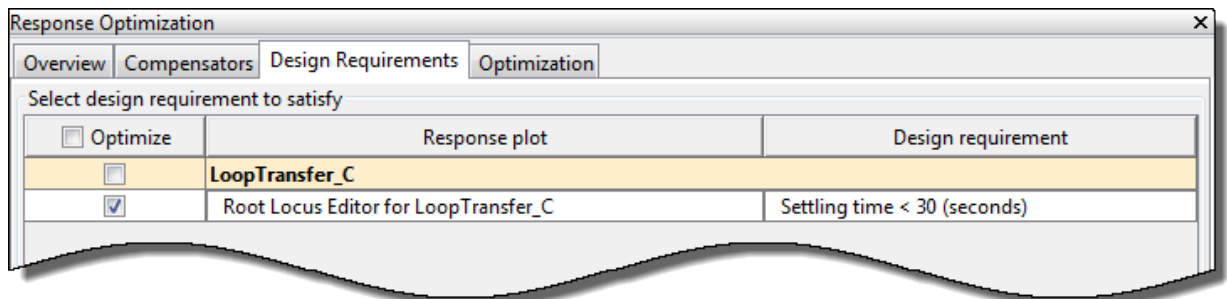 Response Optimization
Overview Compensators Design Requirements Optimization
Select design requirement to satisfy
Optimize Response plot Design requirement
LoopTransfer_C
Root Locus Editor for LoopTransfer_C Settling time < 30 (seconds)